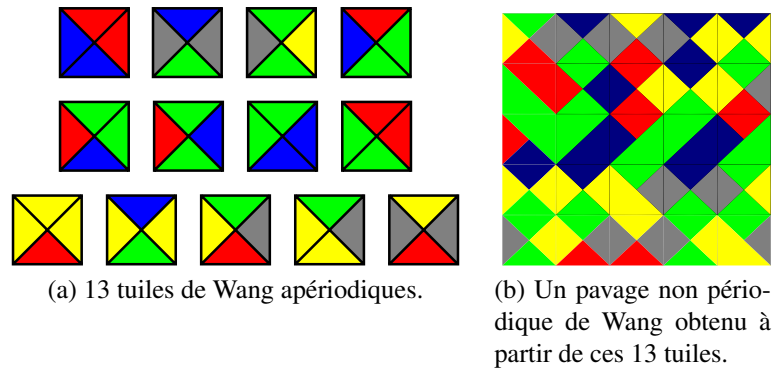 (a) 13 tuiles de Wang apériodiques.
(b) Un pavage non pério-
dique de Wang obtenu à
partir de ces 13 tuiles.